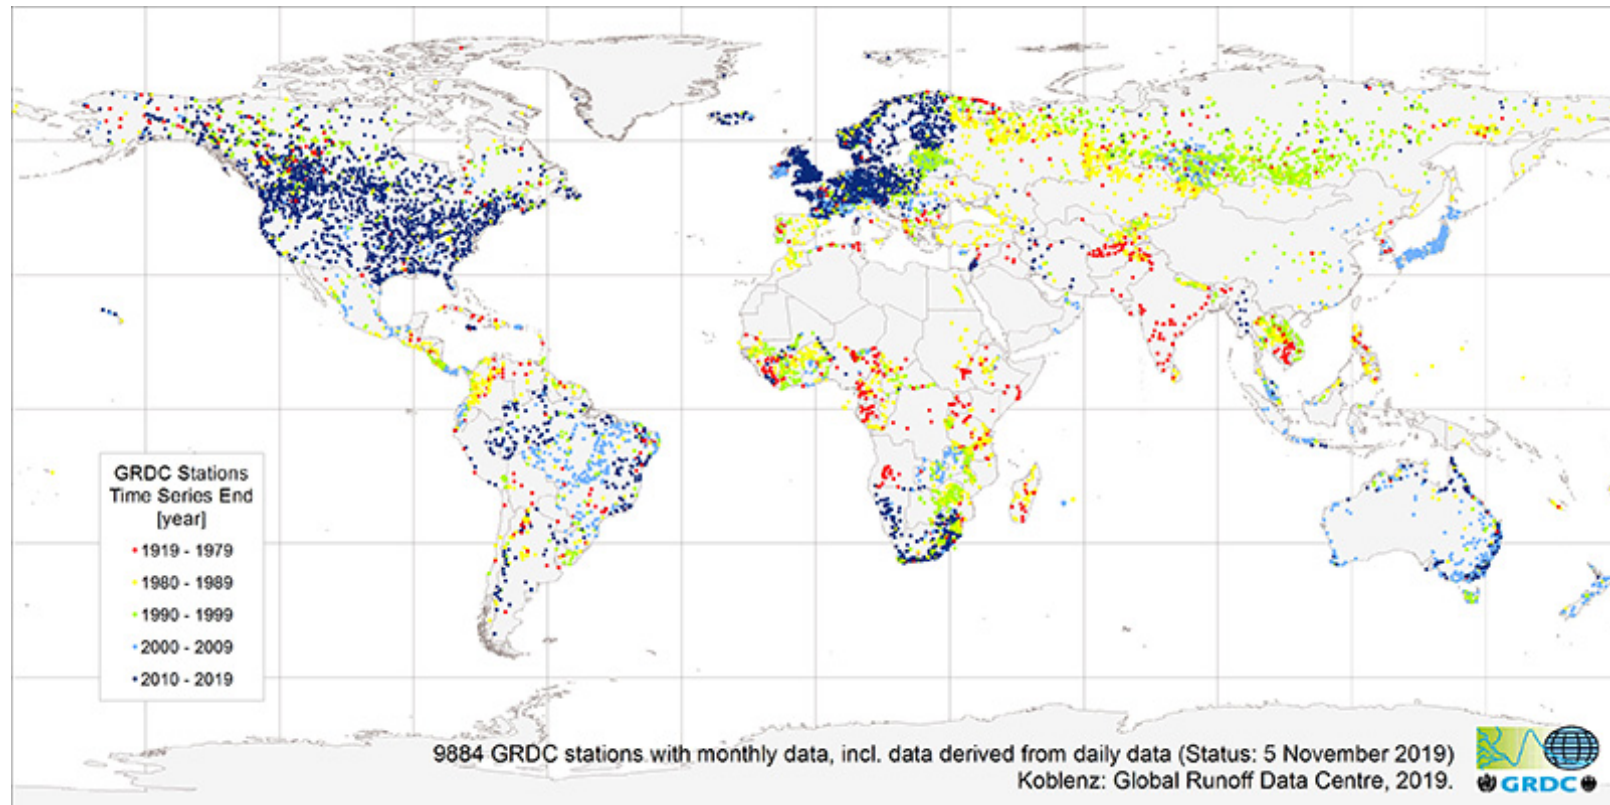 GRDC Stations
Time Series End
[year]
1919 - 1979
1980 - 1989
1990 - 1999
2000 - 2009
2010 - 2019
9884 GRDC stations with monthly data, incl. data derived from daily data (Status: 5 November 2019)
Koblenz: Global Runoff Data Centre, 2019.
GRDC